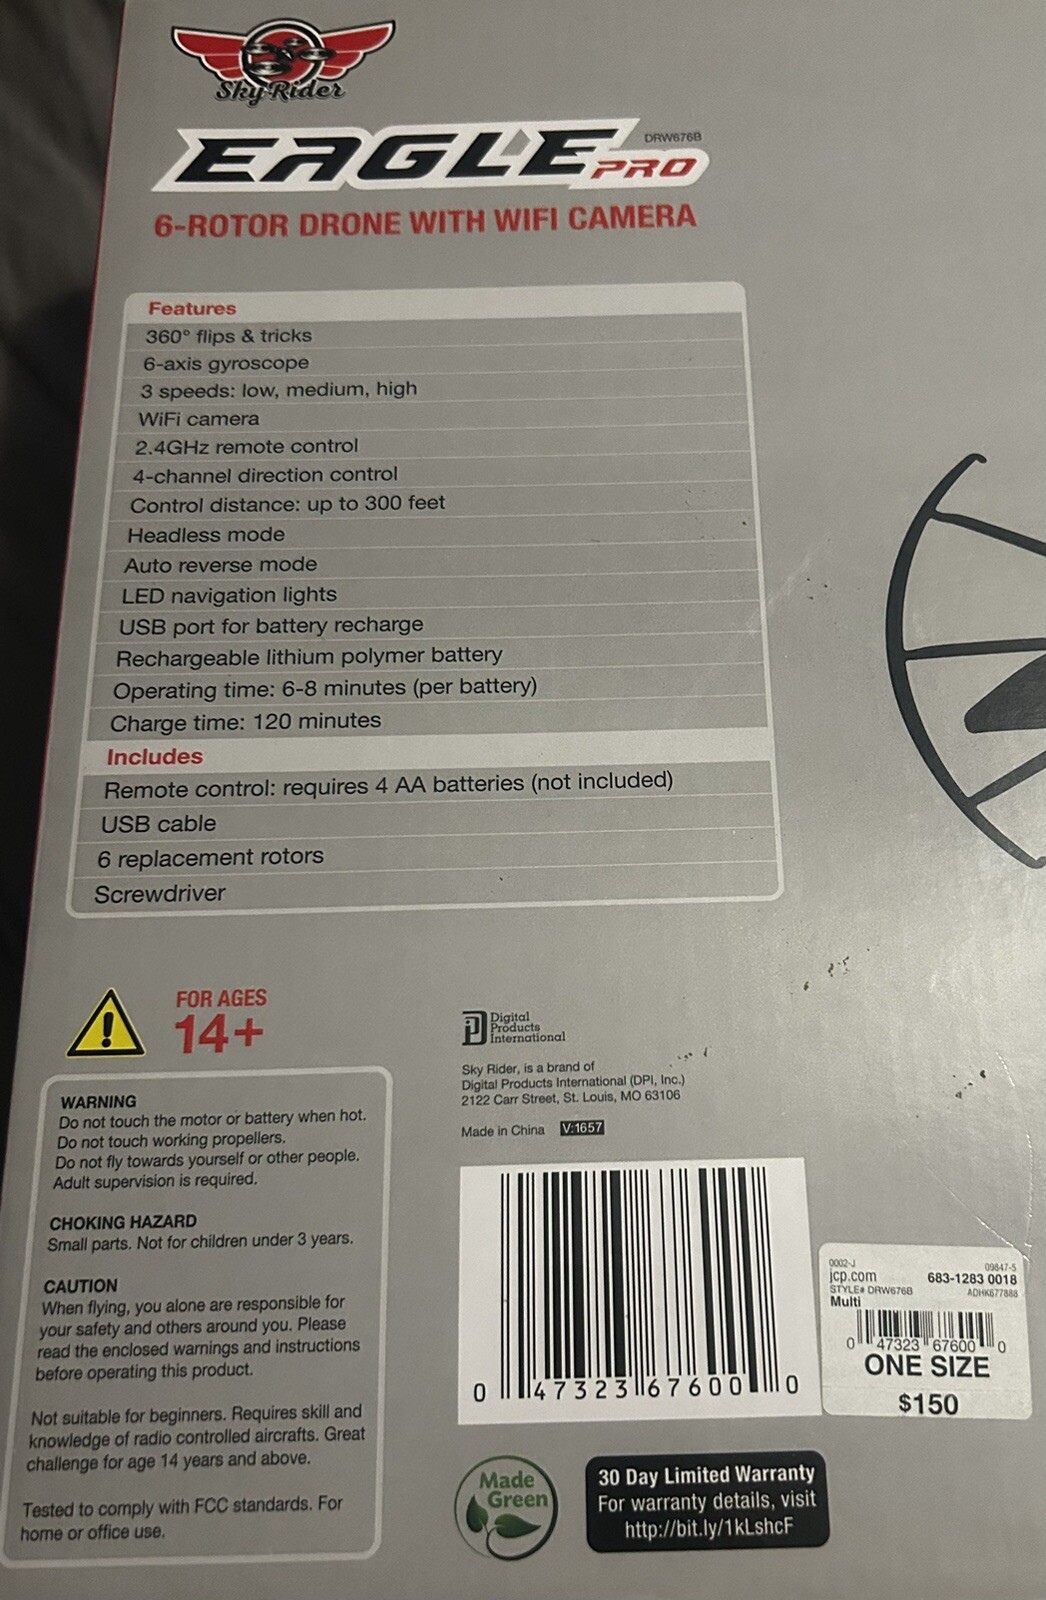 Sky Rider
EAGLE PRO
DRW676B
6-ROTOR DRONE WITH WIFI CAMERA
Features
360° flips & tricks
6-axis gyroscope
3 speeds: low, medium, high
WiFi camera
2.4GHz remote control
4-channel direction control
Control distance: up to 300 feet
Headless mode
Auto reverse mode
LED navigation lights
USB port for battery recharge
Rechargeable lithium polymer battery
Operating time: 6-8 minutes (per battery)
Charge time: 120 minutes
Includes
Remote control: requires 4 AA batteries (not included)
USB cable
6 replacement rotors
Screwdriver
FOR AGES
14+
WARNING
Do not touch the motor or battery when hot.
Do not touch working propellers.
Do not fly towards yourself or other people.
Adult supervision is required.
CHOKING HAZARD
Small parts. Not for children under 3 years.
CAUTION
When flying, you alone are responsible for
your safety and others around you. Please
read the enclosed warnings and instructions
before operating this product.
Not suitable for beginners. Requires skill and
knowledge of radio controlled aircrafts. Great
challenge for age 14 years and above.
Tested to comply with FCC standards. For
home or office use.
Digital
Products
International
Sky Rider, is a brand of
Digital Products International (DPI, Inc.)
2122 Carr Street, St. Louis, MO 63106
Made in China V:1657
0 47323 67600 0
0002-J 09847-5
jcp.com 683-1283 0018
STYLE# DRW676B ADHK677888
Multi
0 47323 67600 0
ONE SIZE
$150
Made
Green
30 Day Limited Warranty
For warranty details, visit
http://bit.ly/1kLshcF